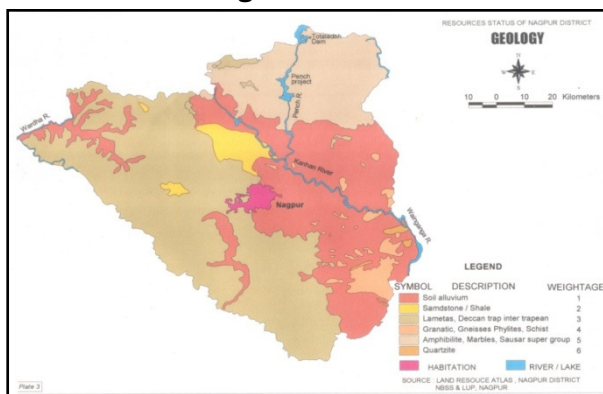 RESOURCES STATUS OF NAGPUR DISTRICT
GEOLOGY
N
W
E
S
10 0 10 20 Kilometers
Totaladoh
Dam
Pench
project
Pench R.
Wardha R.
Kanhan River
Nagpur
Wainganga R.
LEGEND
SYMBOL DESCRIPTION WEIGHTAGE
Soil alluvium 1
Samdstone / Shale 2
Lametas, Deccan trap inter trapean 3
Granatic, Gneisses Phylites, Schist 4
Amphibilite, Marbles, Sausar super group 5
Quartzite 6
HABITATION RIVER / LAKE
SOURCE : LAND RESOUCE ATLAS , NAGPUR DISTRICT
NBSS & LUP, NAGPUR
Plate 3